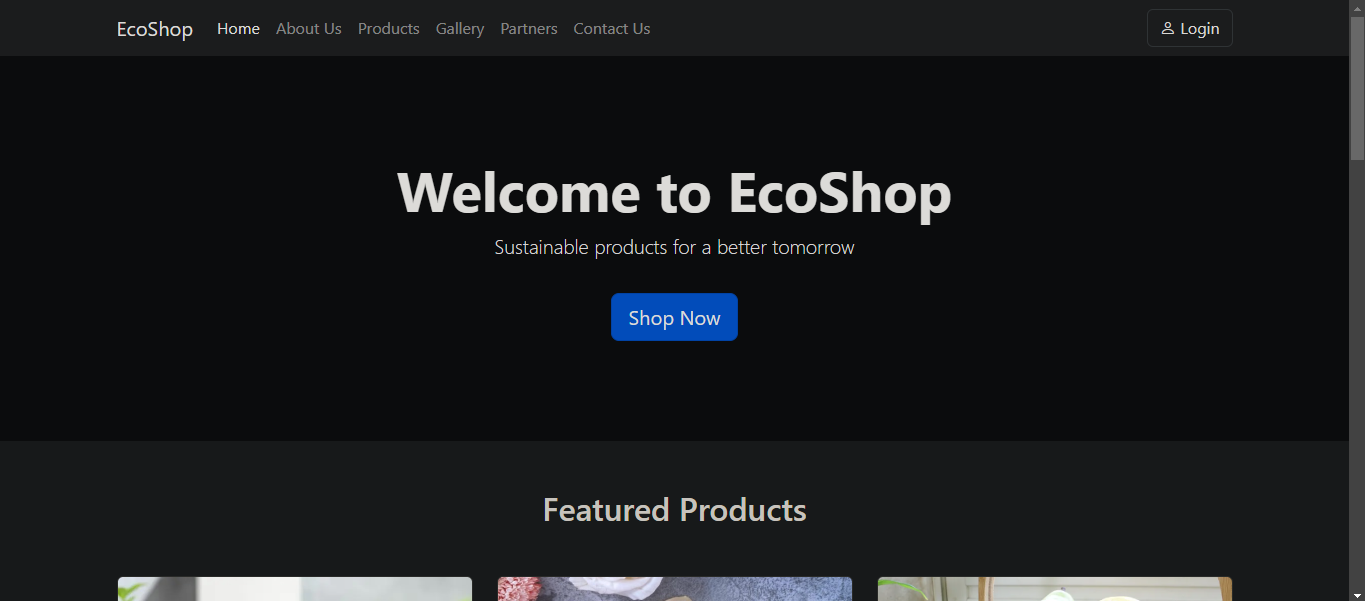 EcoShop Home About Us Products Gallery Partners Contact Us Login
Welcome to EcoShop
Sustainable products for a better tomorrow
Shop Now
Featured Products